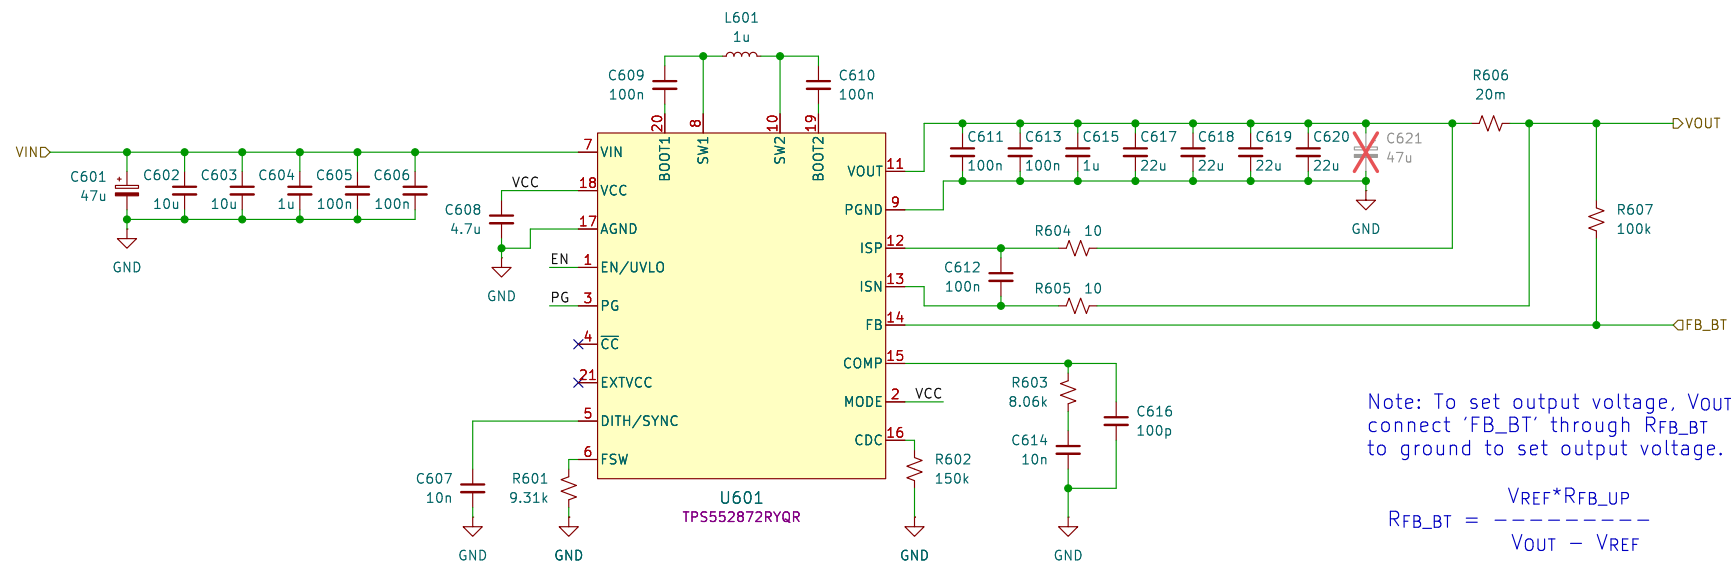 L601
1u
C609
100n
C610
100n
R606
20m
20
8
10
19
BOOT1
SW1
SW2
BOOT2
VIN
7
VIN
C601
47u
+
C602
10u
C603
10u
C604
1u
C605
100n
C606
100n
GND
VCC
18
VCC
C608
4.7u
17
AGND
GND
EN
1
EN/UVLO
PG
3
PG
4
CC
21
EXTVCC
5
DITH/SYNC
6
FSW
C607
10n
GND
R601
9.31k
GND
U601
TPS552872RYQR
VOUT
11
PGND
9
ISP
12
ISN
13
FB
14
COMP
15
MODE
2
VCC
CDC
16
C611
100n
C613
100n
C615
1u
C617
22u
C618
22u
C619
22u
C620
22u
C621
47u
GND
VOUT
R604 10
C612
100n
R605 10
R607
100k
FB_BT
R603
8.06k
C614
10n
C616
100p
GND
R602
150k
GND
Note: To set output voltage, VOUT
connect 'FB_BT' through RFB_BT
to ground to set output voltage.
VREF*RFB_UP
RFB_BT = ----------
VOUT - VREF